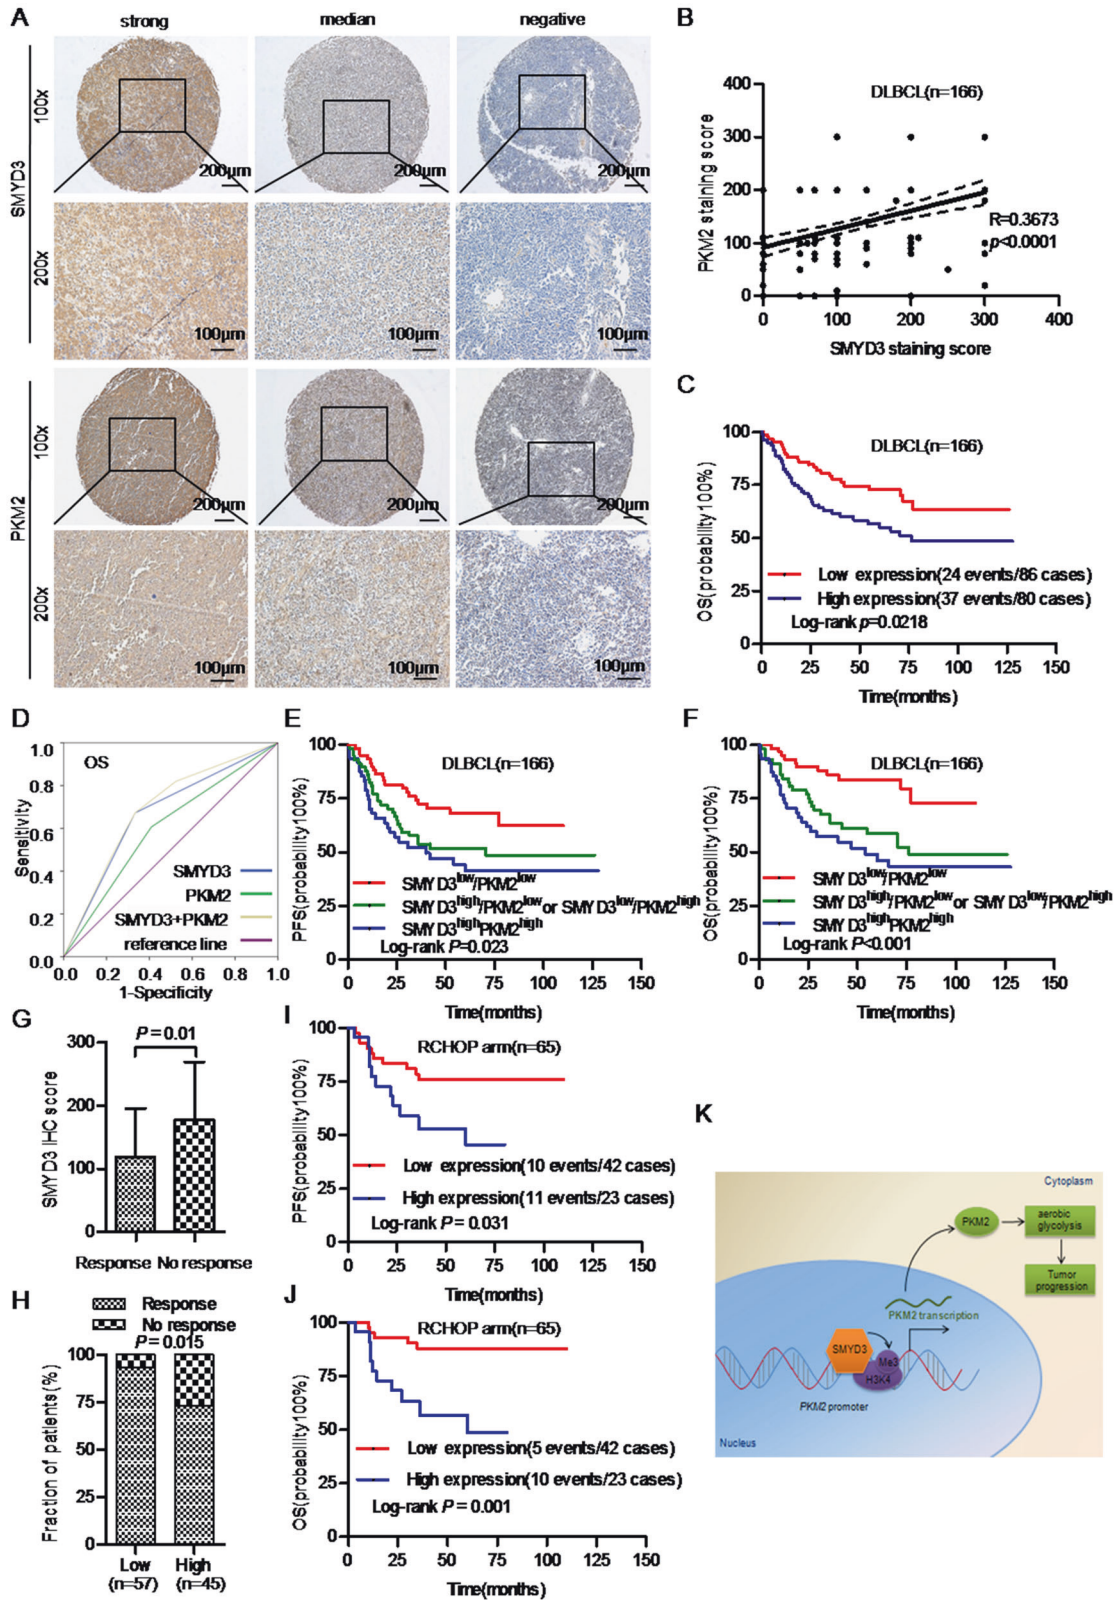 A
strong
median
negative
SMYD3
100x
200µm
200µm
200µm
200x
100µm
100µm
100µm
PKM2
100x
200µm
200µm
200µm
200x
100µm
100µm
100µm
B
DLBCL(n=166)
PKM2 staining score
400
300
200
100
0
R=0.3673
p<0.0001
0 100 200 300 400
SMYD3 staining score
C
DLBCL(n=166)
OS(probability100%)
100
75
50
25
0
Low expression(24 events/86 cases)
High expression(37 events/80 cases)
Log-rank p=0.0218
0 25 50 75 100 125 150
Time(months)
D
OS
Sensitivity
1.0
0.8
0.6
0.4
0.2
0.0
SMYD3
PKM2
SMYD3+PKM2
reference line
0.0 0.2 0.4 0.6 0.8 1.0
1-Specificity
E
DLBCL(n=166)
PFS(probability100%)
100
75
50
25
0
SMYD3low/PKM2low
SMYD3high/PKM2low or SMYD3low/PKM2high
SMYD3highPKM2high
Log-rank P=0.023
0 25 50 75 100 125 150
Time(months)
F
DLBCL(n=166)
OS(probability100%)
100
75
50
25
0
SMYD3low/PKM2low
SMYD3high/PKM2low or SMYD3low/PKM2high
SMYD3highPKM2high
Log-rank P<0.001
0 25 50 75 100 125 150
Time(months)
G
P = 0.01
SMYD3 IHC score
300
200
100
0
Response No response
H
Response
No response
P = 0.015
Fraction of patients(%)
100
75
50
25
0
Low High
(n=57) (n=45)
I
RCHOP arm(n=65)
PFS(probability100%)
100
75
50
25
0
Low expression(10 events/42 cases)
High expression(11 events/23 cases)
Log-rank P = 0.031
0 25 50 75 100 125 150
Time(months)
J
RCHOP arm(n=65)
OS(probability100%)
100
75
50
25
0
Low expression(5 events/42 cases)
High expression(10 events/23 cases)
Log-rank P = 0.001
0 25 50 75 100 125 150
Time(months)
K
Cytoplasm
PKM2
aerobic
glycolysis
Tumor
progression
PKM2 transcription
SMYD3
Me3
H3K4
PKM2 promoter
Nucleus